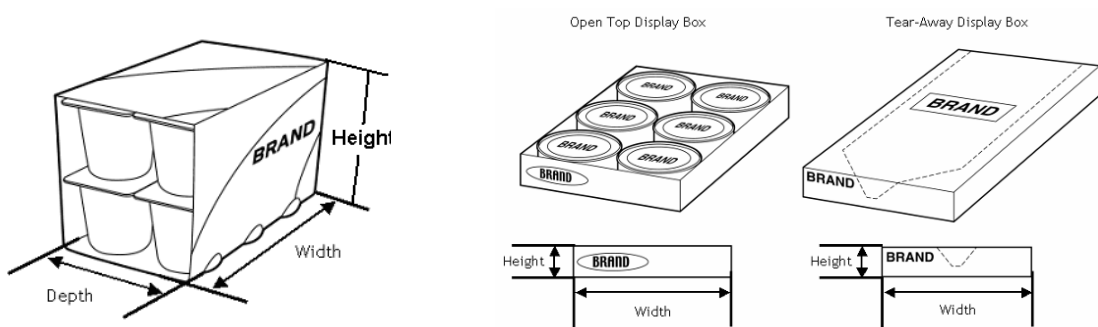 Height
BRAND
Width
Depth
Open Top Display Box
BRAND
BRAND
BRAND
BRAND
BRAND
BRAND
BRAND
Height
BRAND
Width
Tear-Away Display Box
BRAND
BRAND
Height
BRAND
Width